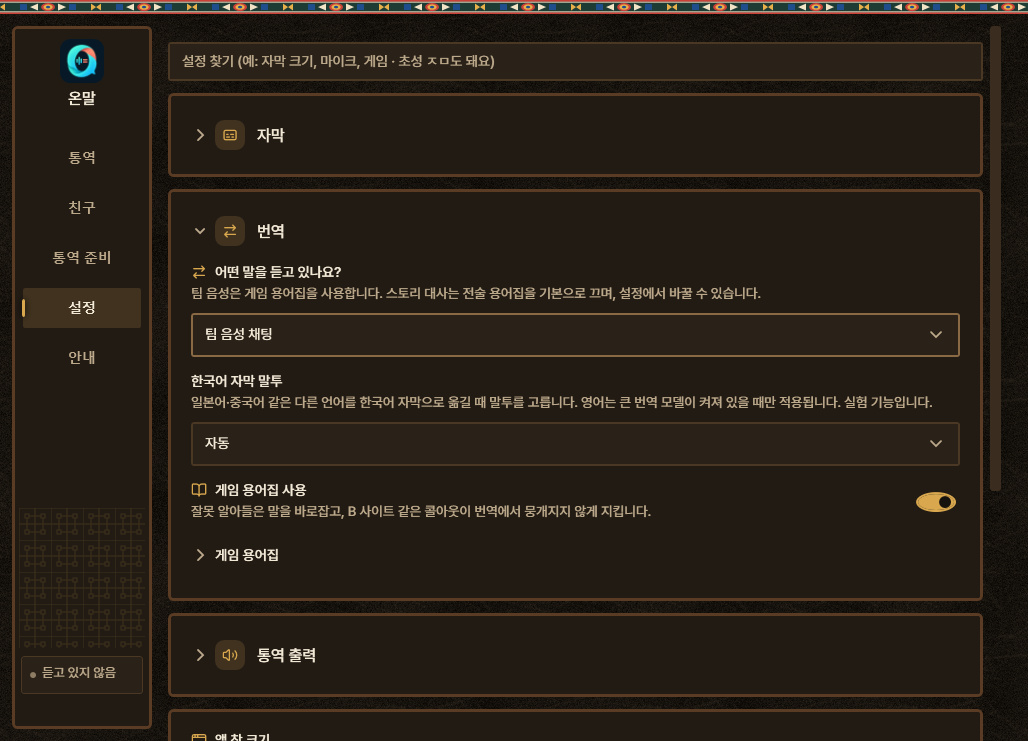 온말
통역
친구
통역 준비
설정
안내
듣고 있지 않음
설정 찾기 (예: 자막 크기, 마이크, 게임 · 초성 ㅈㅁ도 돼요)
자막
번역
어떤 말을 듣고 있나요?
팀 음성은 게임 용어집을 사용합니다. 스토리 대사는 전술 용어집을 기본으로 끄며, 설정에서 바꿀 수 있습니다.
팀 음성 채팅
한국어 자막 말투
일본어·중국어 같은 다른 언어를 한국어 자막으로 옮길 때 말투를 고릅니다. 영어는 큰 번역 모델이 켜져 있을 때만 적용됩니다. 실험 기능입니다.
자동
게임 용어집 사용
잘못 알아들은 말을 바로잡고, B 사이트 같은 콜아웃이 번역에서 뭉개지지 않게 지킵니다.
게임 용어집
통역 출력
앱 창 크기